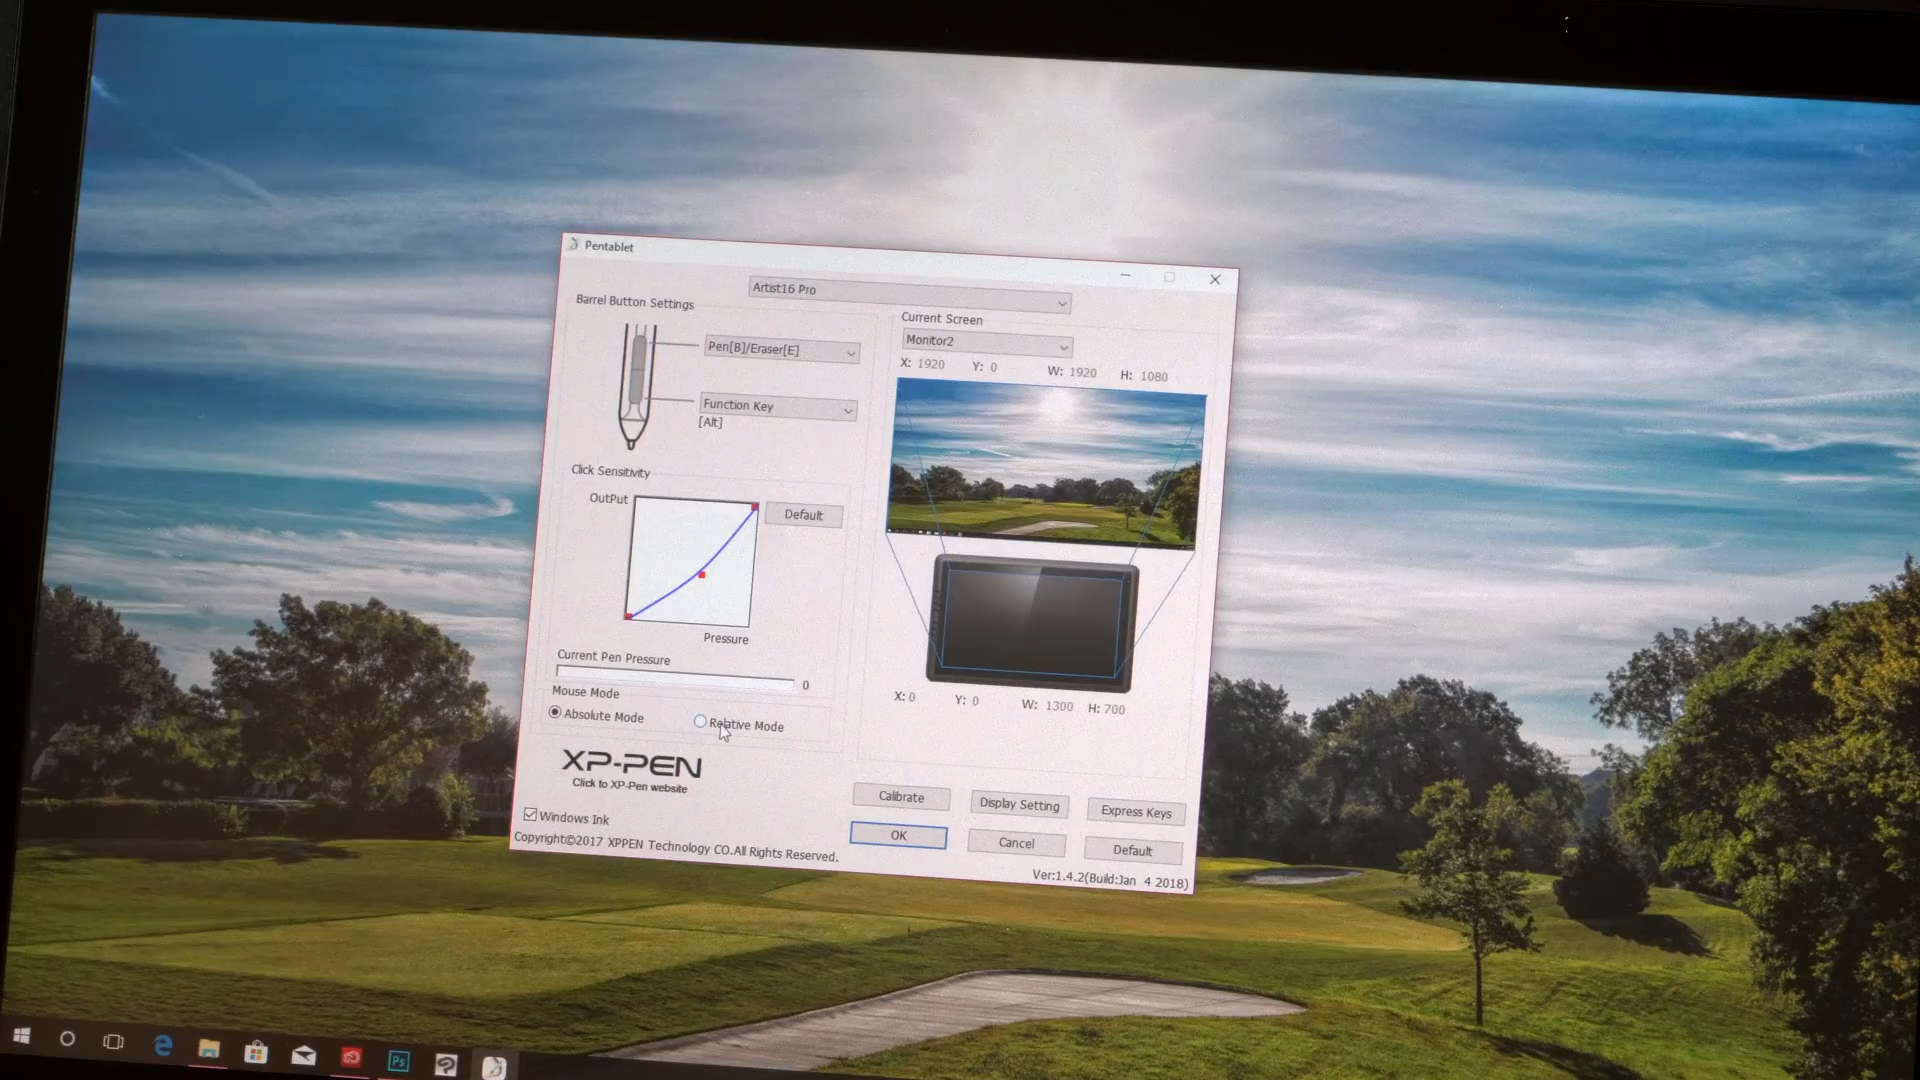 Pentablet
Artist16 Pro
Barrel Button Settings
Pen[B]/Eraser[E]
Function Key
[Alt]
Click Sensitivity
OutPut
Default
Pressure
Current Pen Pressure
0
Mouse Mode
Absolute Mode
Relative Mode
XP-PEN
Click to XP-Pen website
Windows Ink
Copyright©2017 XPPEN Technology CO.All Rights Reserved.
Current Screen
Monitor2
X: 1920 Y: 0 W: 1920 H: 1080
X: 0 Y: 0 W: 1300 H: 700
Calibrate
Display Setting
Express Keys
OK
Cancel
Default
Ver:1.4.2(Build:Jan 4 2018)
Ps